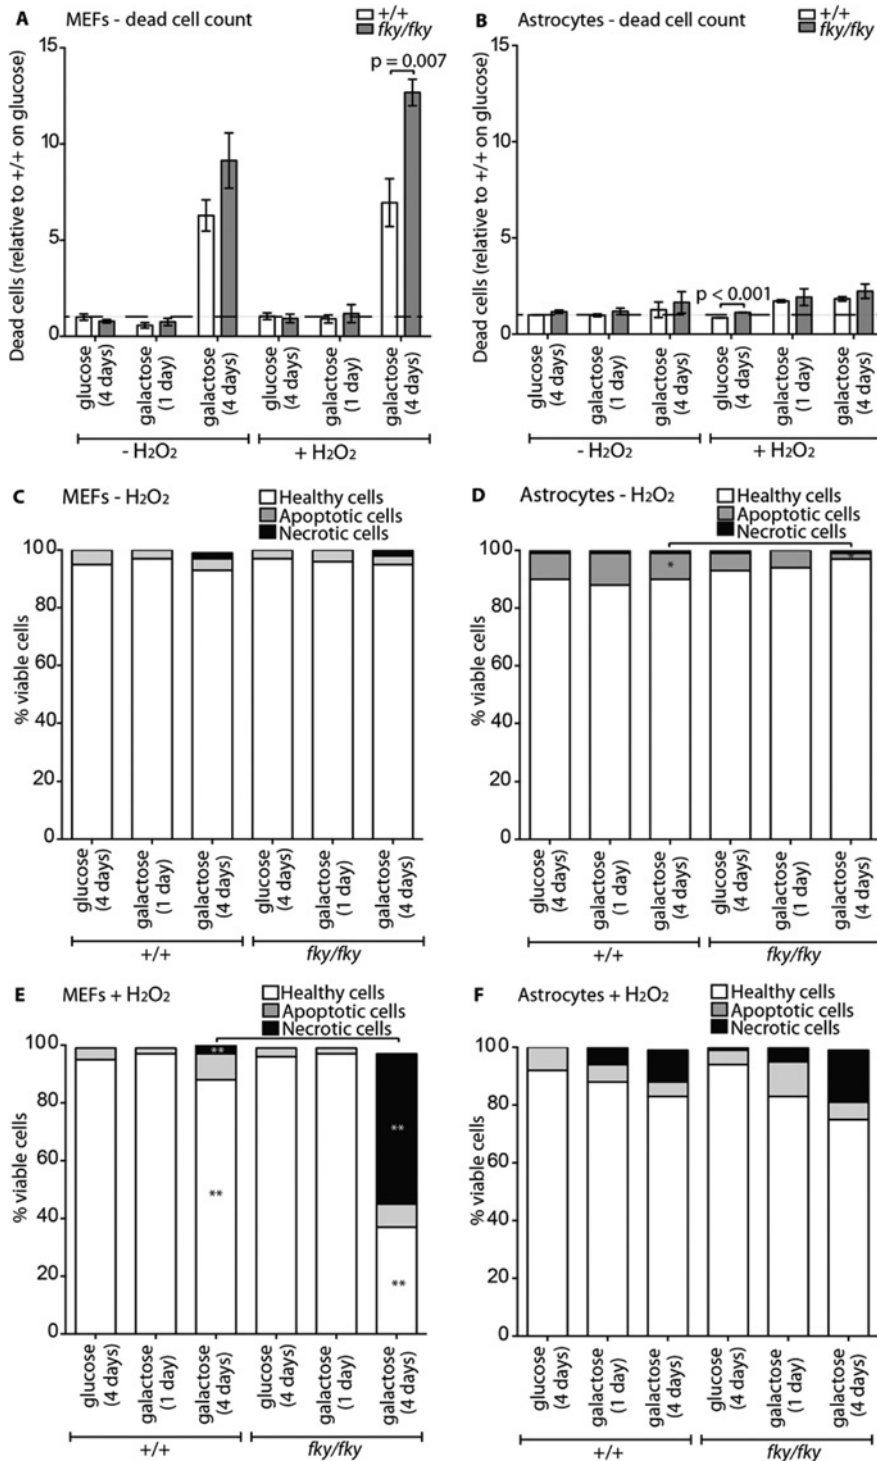 A MEFs - dead cell count
+/+
fky/fky
Dead cells (relative to +/+ on glucose)
15
10
5
0
p = 0.007
glucose
(4 days)
galactose
(1 day)
galactose
(4 days)
glucose
(4 days)
galactose
(1 day)
galactose
(4 days)
- H2O2
+ H2O2
B Astrocytes - dead cell count
+/+
fky/fky
Dead cells (relative to +/+ on glucose)
15
10
5
0
p < 0.001
glucose
(4 days)
galactose
(1 day)
galactose
(4 days)
glucose
(4 days)
galactose
(1 day)
galactose
(4 days)
- H2O2
+ H2O2
C MEFs - H2O2
Healthy cells
Apoptotic cells
Necrotic cells
% viable cells
100
80
60
40
20
0
glucose
(4 days)
galactose
(1 day)
galactose
(4 days)
glucose
(4 days)
galactose
(1 day)
galactose
(4 days)
+/+
fky/fky
D Astrocytes - H2O2
Healthy cells
Apoptotic cells
Necrotic cells
% viable cells
100
80
60
40
20
0
*
*
glucose
(4 days)
galactose
(1 day)
galactose
(4 days)
glucose
(4 days)
galactose
(1 day)
galactose
(4 days)
+/+
fky/fky
E MEFs + H2O2
Healthy cells
Apoptotic cells
Necrotic cells
% viable cells
100
80
60
40
20
0
**
**
**
**
glucose
(4 days)
galactose
(1 day)
galactose
(4 days)
glucose
(4 days)
galactose
(1 day)
galactose
(4 days)
+/+
fky/fky
F Astrocytes + H2O2
Healthy cells
Apoptotic cells
Necrotic cells
% viable cells
100
80
60
40
20
0
glucose
(4 days)
galactose
(1 day)
galactose
(4 days)
glucose
(4 days)
galactose
(1 day)
galactose
(4 days)
+/+
fky/fky